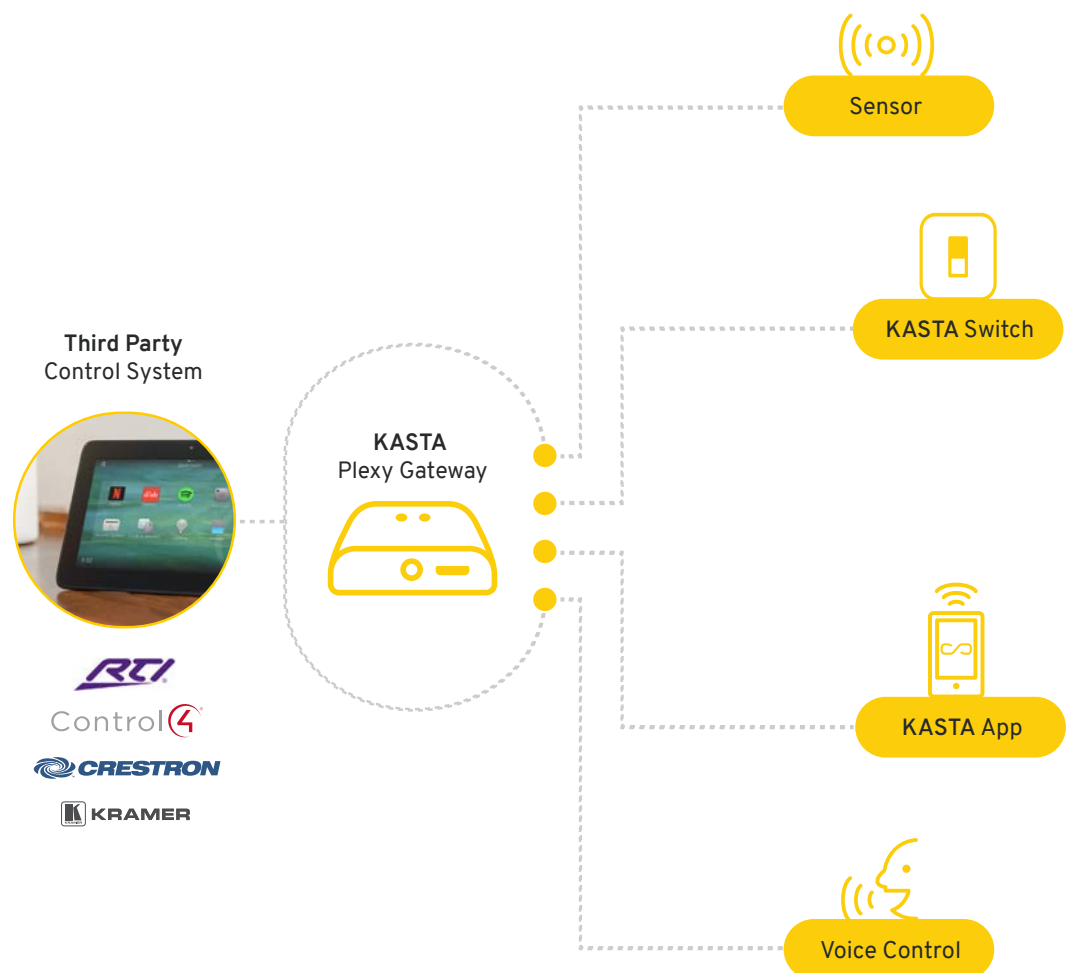 Sensor
KASTA Switch
Third Party
Control System
KASTA
Plexy Gateway
RTI
Control4
CRESTRON
KRAMER
KASTA App
Voice Control